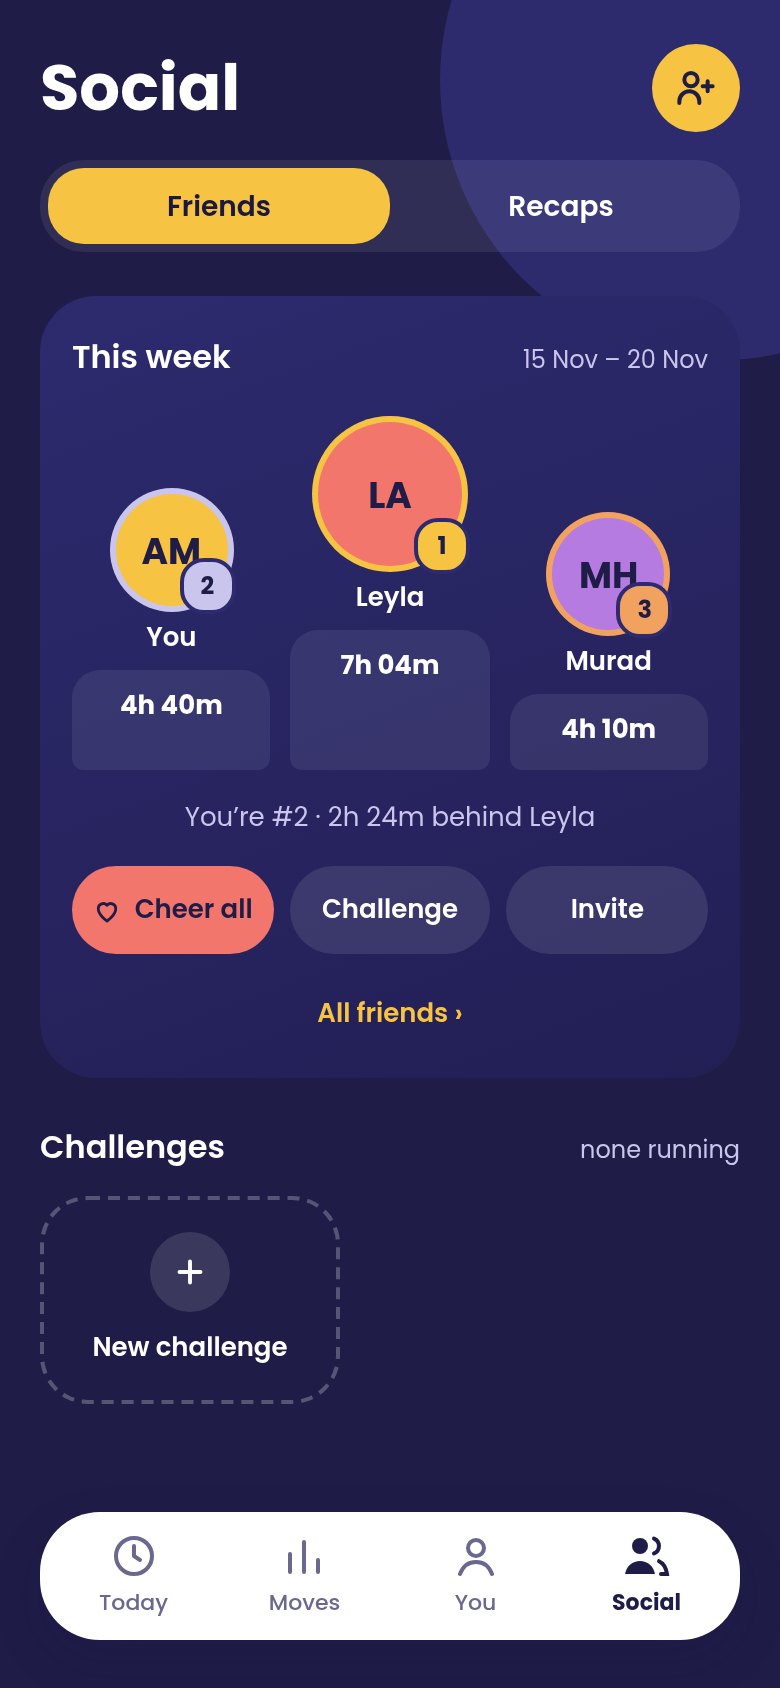 Social
Friends
Recaps
This week
15 Nov – 20 Nov
LA
1
AM
2
MH
3
Leyla
You
Murad
7h 04m
4h 40m
4h 10m
You’re #2 · 2h 24m behind Leyla
Cheer all
Challenge
Invite
All friends ›
Challenges
none running
New challenge
Today
Moves
You
Social